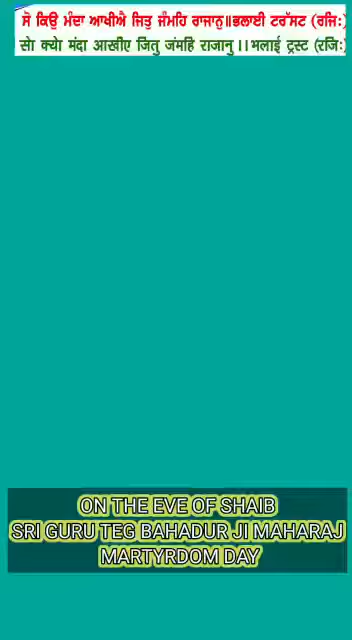 ਸੋ ਕਿਉ ਮੰਦਾ ਆਖੀਐ ਜਿਤੁ ਜੰਮਹਿ ਰਾਜਾਨੁ॥ਭਲਾਈ ਟਰੱਸਟ (ਰਜਿ:)
सो क्यो मंदा आखीए जितु जंमहि राजानु।।भलाई ट्रस्ट (रजि:)
ON THE EVE OF SHAIB
SRI GURU TEG BAHADUR JI MAHARAJ
MARTYRDOM DAY